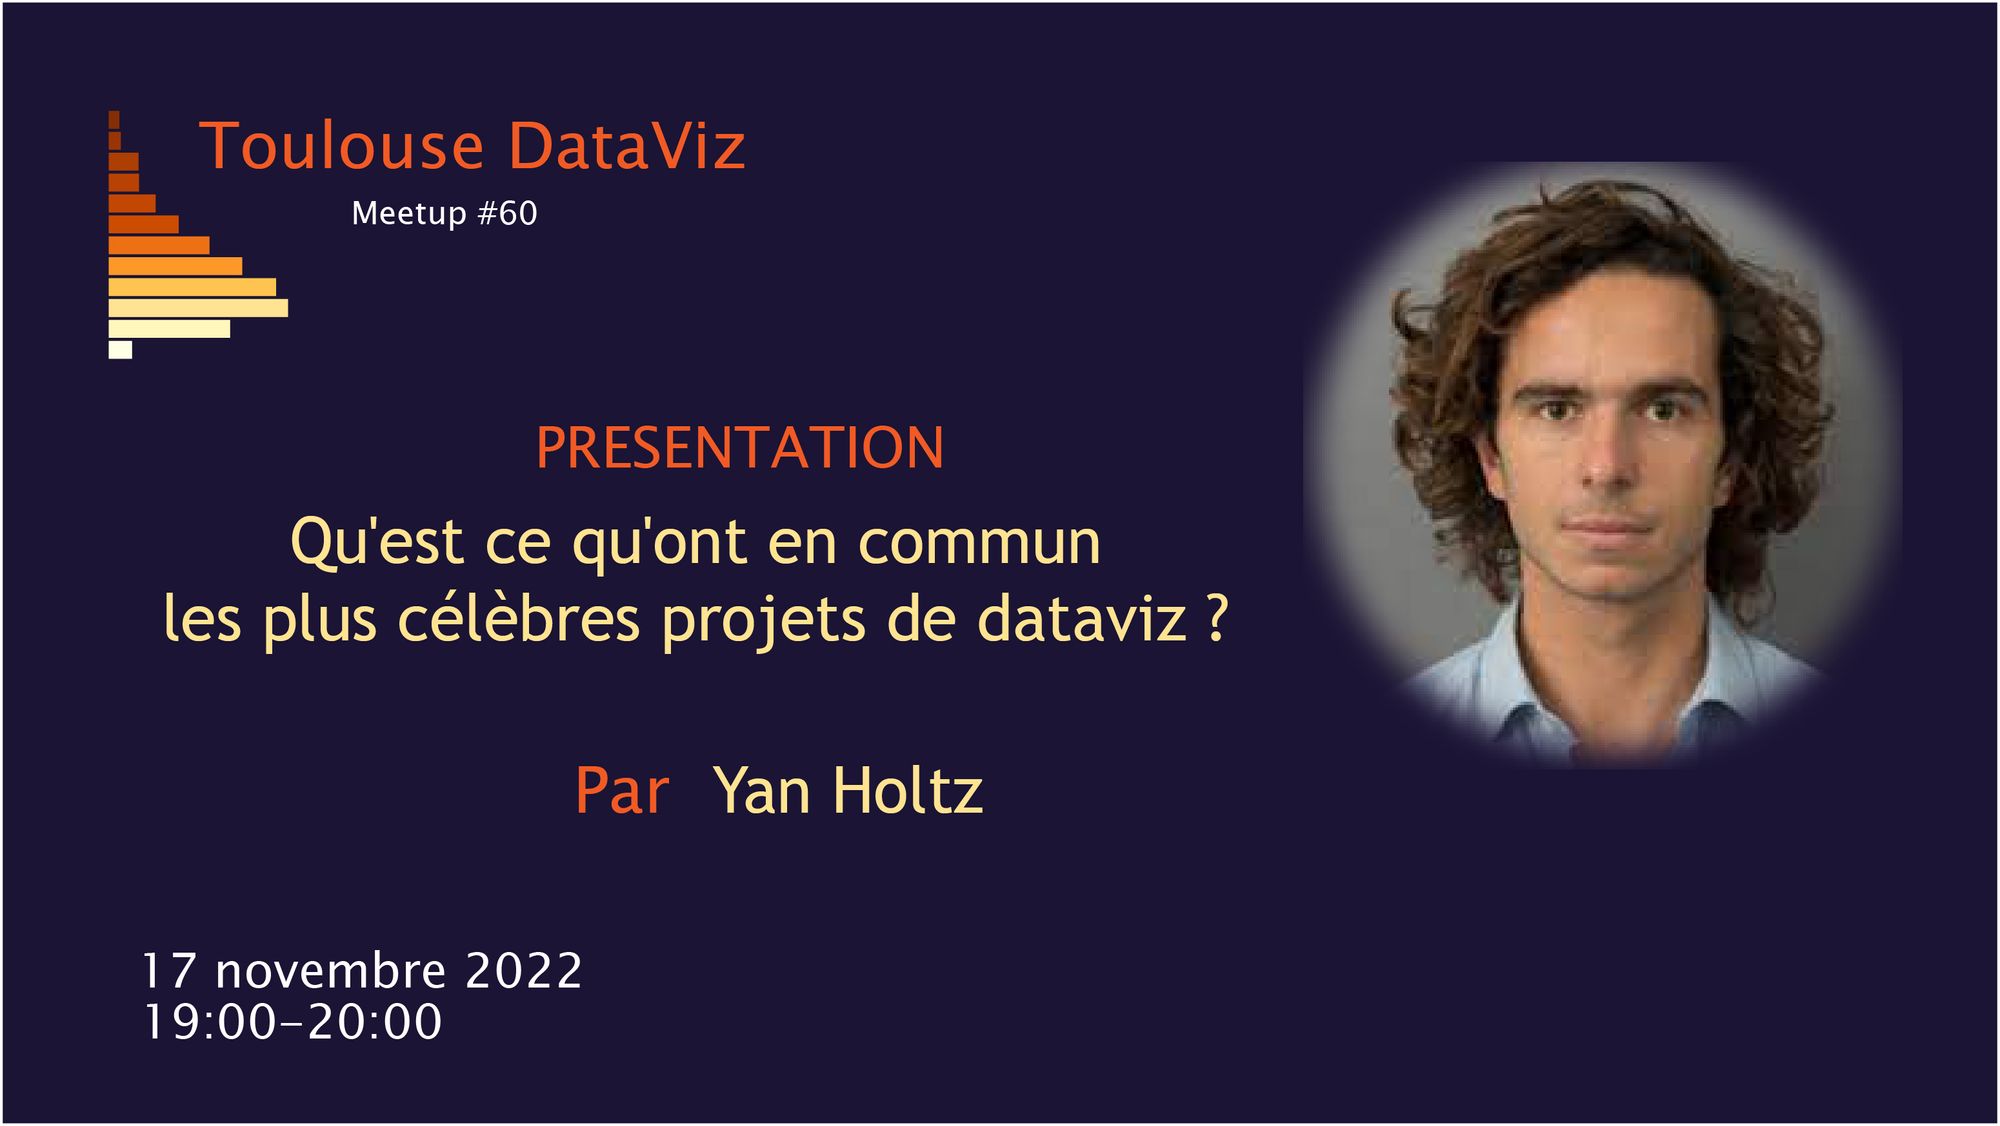 Toulouse DataViz
Meetup #60
PRESENTATION
Qu'est ce qu'ont en commun
les plus célèbres projets de dataviz ?
Par Yan Holtz
17 novembre 2022
19:00-20:00